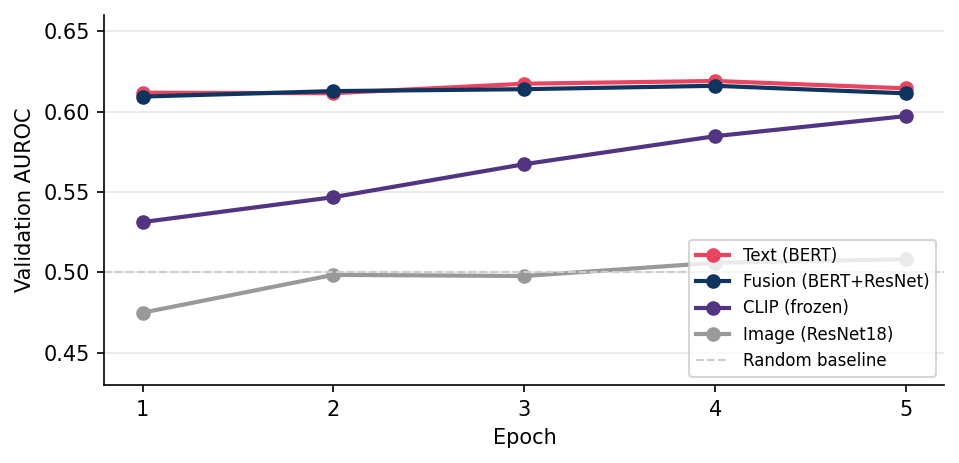 0.65
0.60
0.55
0.50
0.45
Validation AUROC
Text (BERT)
Fusion (BERT+ResNet)
CLIP (frozen)
Image (ResNet18)
Random baseline
1 2 3 4 5
Epoch